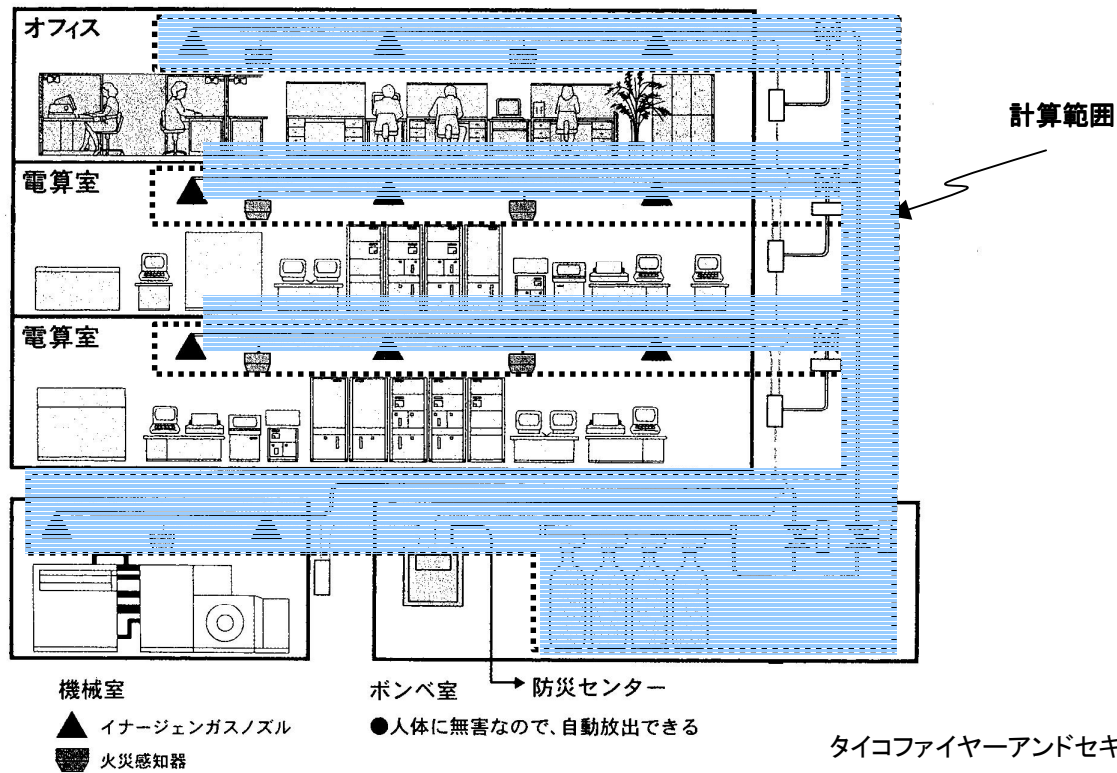 オフィス
計算範囲
電算室
電算室
機械室
ボンベ室
防災センター
イナージェンガスノズル
●人体に無害なので、自動放出できる
火災感知器
タイコファイヤーアンドセキ